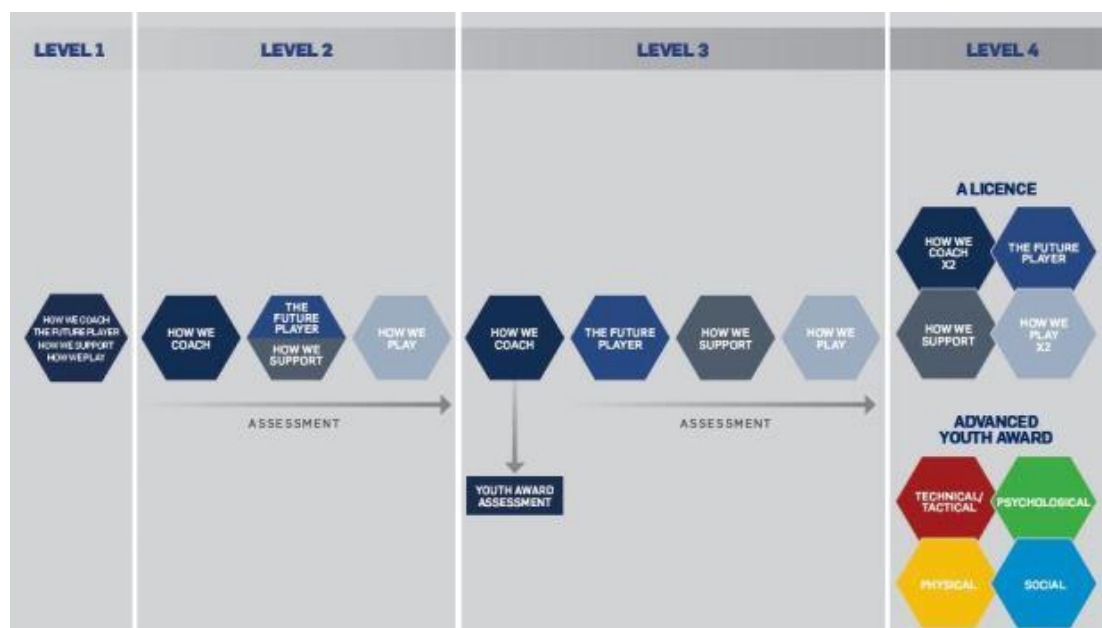 LEVEL 1
LEVEL 2
LEVEL 3
LEVEL 4
HOW WE COACH
THE FUTURE PLAYER
HOW WE SUPPORT
HOW WE PLAY
HOW WE
COACH
THE
FUTURE
PLAYER
HOW WE
SUPPORT
HOW WE
PLAY
ASSESSMENT
HOW WE
COACH
THE FUTURE
PLAYER
HOW WE
SUPPORT
HOW WE
PLAY
ASSESSMENT
YOUTH AWARD
ASSESSMENT
A LICENCE
HOW WE
COACH
X2
THE FUTURE
PLAYER
HOW WE
SUPPORT
HOW WE
PLAY
X2
ADVANCED
YOUTH AWARD
TECHNICAL/
TACTICAL
PSYCHOLOGICAL
PHYSICAL
SOCIAL